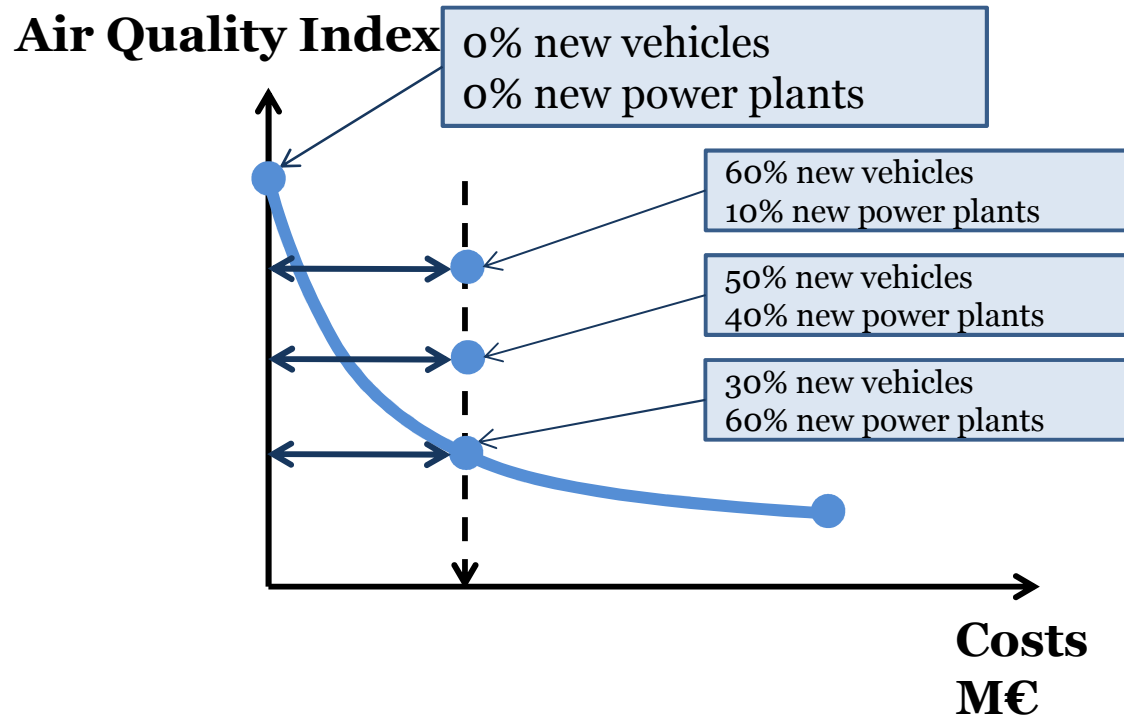 Air Quality Index
0% new vehicles
0% new power plants
60% new vehicles
10% new power plants
50% new vehicles
40% new power plants
30% new vehicles
60% new power plants
Costs
M€